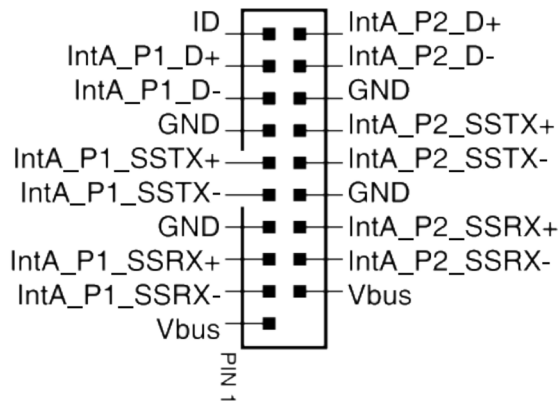 ID
IntA_P1_D+
IntA_P1_D-
GND
IntA_P1_SSTX+
IntA_P1_SSTX-
GND
IntA_P1_SSRX+
IntA_P1_SSRX-
Vbus
PIN 1
IntA_P2_D+
IntA_P2_D-
GND
IntA_P2_SSTX+
IntA_P2_SSTX-
GND
IntA_P2_SSRX+
IntA_P2_SSRX-
Vbus